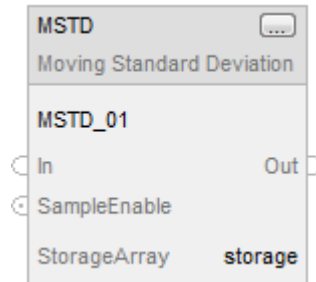 MSTD ...
Moving Standard Deviation
MSTD_01
In Out
SampleEnable
StorageArray storage